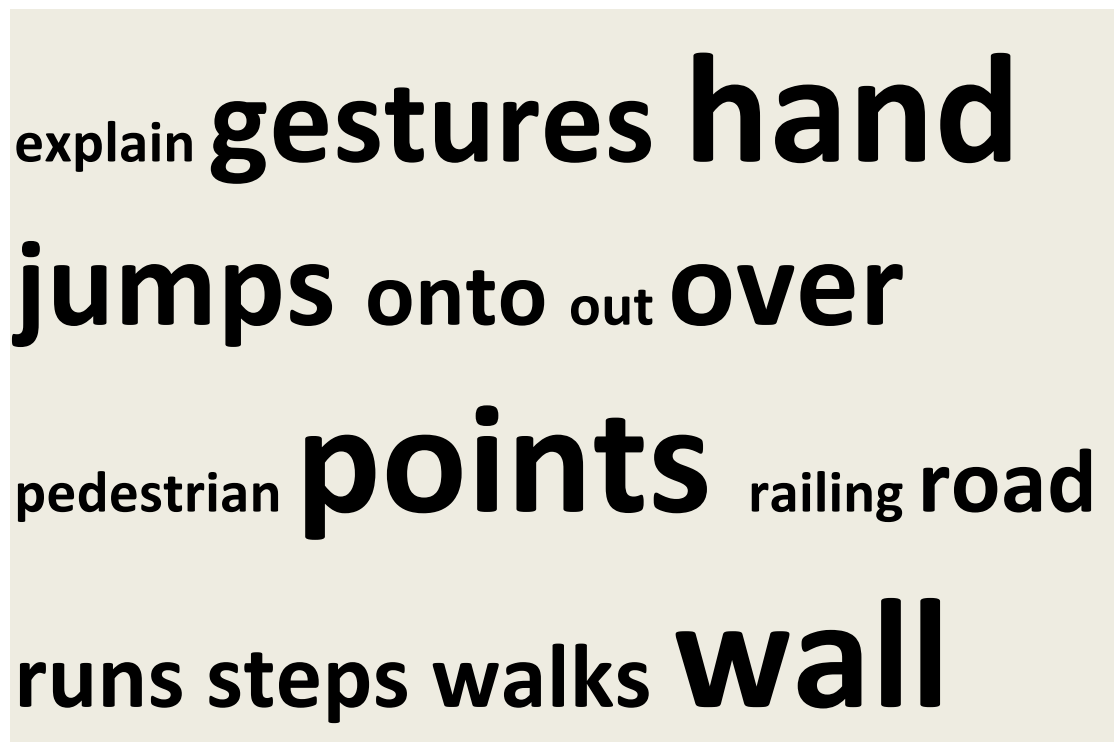 explain gestures hand
jumps onto out over
pedestrian points railing road
runs steps walks wall